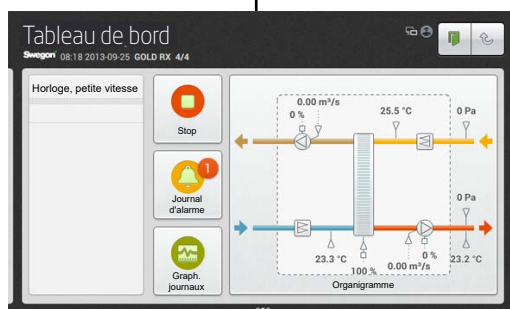 Tableau de bord
Swegon 08:18 2013-09-25 GOLD RX 4/4
Horloge, petite vitesse
Stop
1
Journal
d'alarme
Graph.
journaux
0.00 m³/s
0 %
25.5 °C
0 Pa
0 Pa
23.3 °C
100 %
0.00 m³/s
0 %
23.2 °C
Organigramme